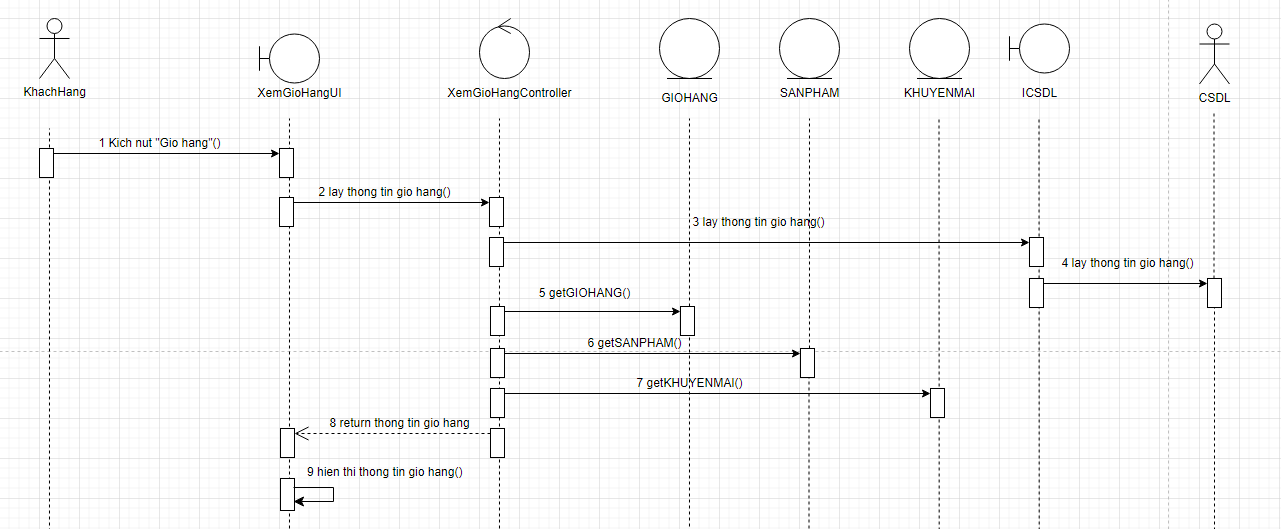 KhachHang
XemGioHangUI
XemGioHangController
GIOHANG
SANPHAM
KHUYENMAI
ICSDL
CSDL
1 Kich nut "Gio hang"()
2 lay thong tin gio hang()
3 lay thong tin gio hang()
4 lay thong tin gio hang()
5 getGIOHANG()
6 getSANPHAM()
7 getKHUYENMAI()
8 return thong tin gio hang
9 hien thi thong tin gio hang()